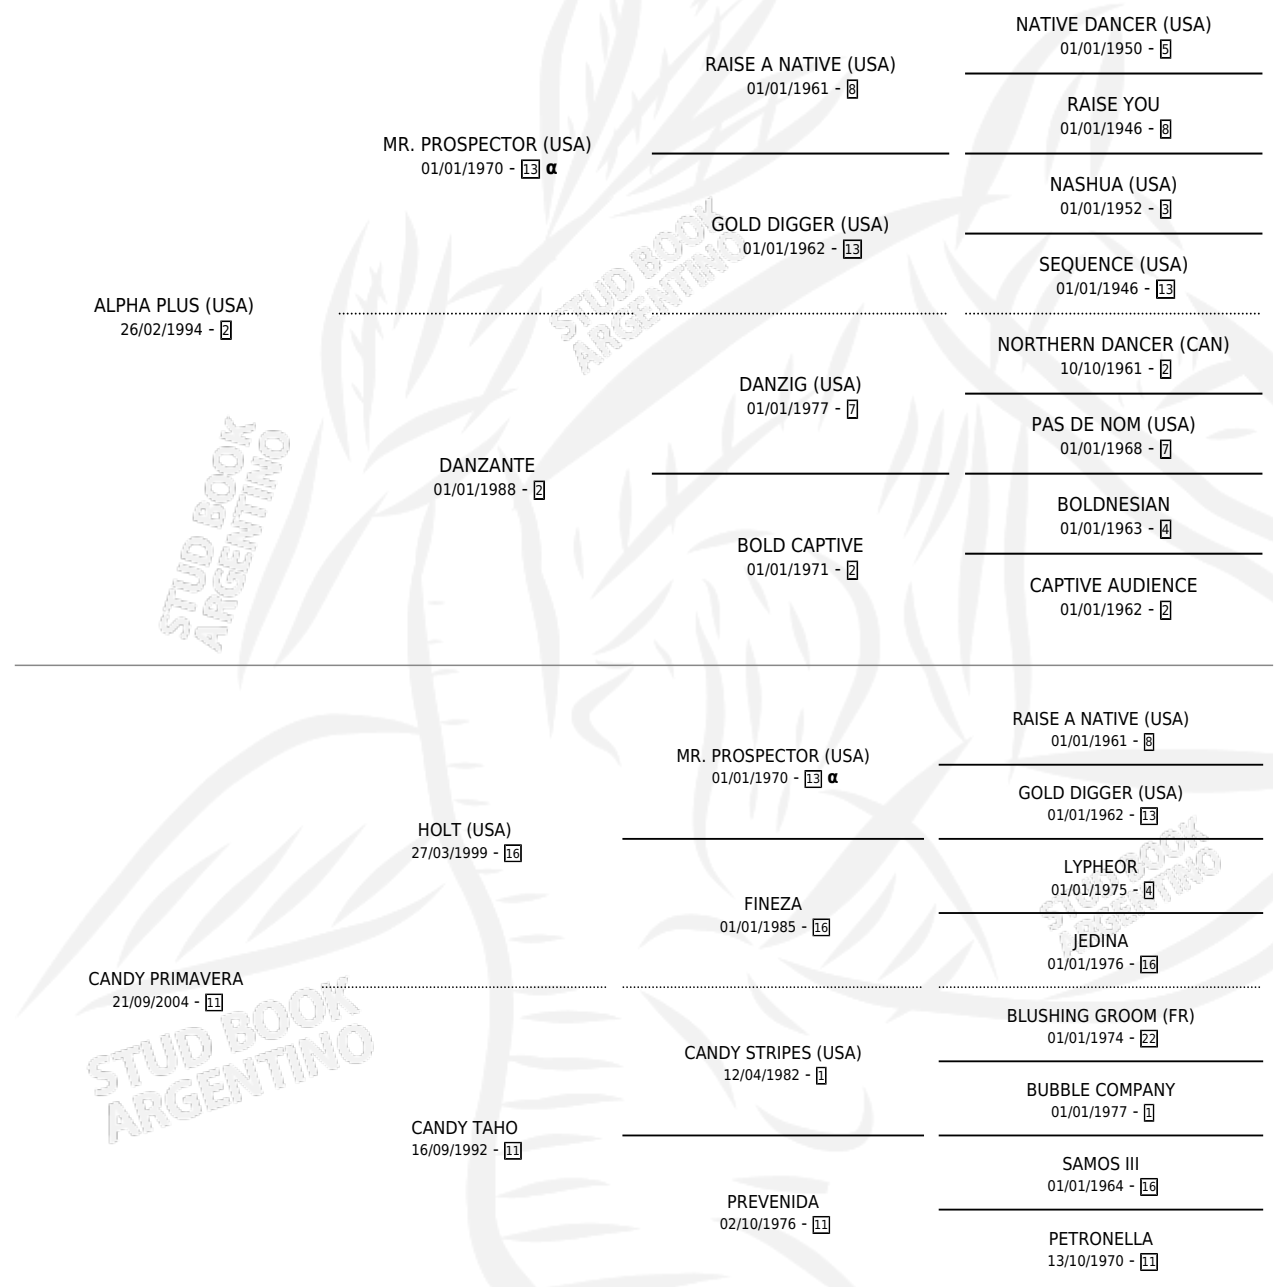 NATIVE DANCER (USA)
01/01/1950 - 5
RAISE A NATIVE (USA)
01/01/1961 - 8
RAISE YOU
01/01/1946 - 8
MR. PROSPECTOR (USA)
01/01/1970 - 13 α
NASHUA (USA)
01/01/1952 - 3
GOLD DIGGER (USA)
01/01/1962 - 13
SEQUENCE (USA)
01/01/1946 - 13
ALPHA PLUS (USA)
26/02/1994 - 2
NORTHERN DANCER (CAN)
10/10/1961 - 2
DANZIG (USA)
01/01/1977 - 7
PAS DE NOM (USA)
01/01/1968 - 7
DANZANTE
01/01/1988 - 2
BOLDNESIAN
01/01/1963 - 4
BOLD CAPTIVE
01/01/1971 - 2
CAPTIVE AUDIENCE
01/01/1962 - 2
RAISE A NATIVE (USA)
01/01/1961 - 8
MR. PROSPECTOR (USA)
01/01/1970 - 13 α
GOLD DIGGER (USA)
01/01/1962 - 13
HOLT (USA)
27/03/1999 - 16
LYPHEOR
01/01/1975 - 4
FINEZA
01/01/1985 - 16
JEDINA
01/01/1976 - 16
CANDY PRIMAVERA
21/09/2004 - 11
BLUSHING GROOM (FR)
01/01/1974 - 22
CANDY STRIPES (USA)
12/04/1982 - 1
BUBBLE COMPANY
01/01/1977 - 1
CANDY TAHO
16/09/1992 - 11
SAMOS III
01/01/1964 - 16
PREVENIDA
02/10/1976 - 11
PETRONELLA
13/10/1970 - 11
STUD BOOK
ARGENTINO
STUD BOOK
ARGENTINO
STUD BOOK
ARGENTINO
STUD BOOK
ARGENTINO